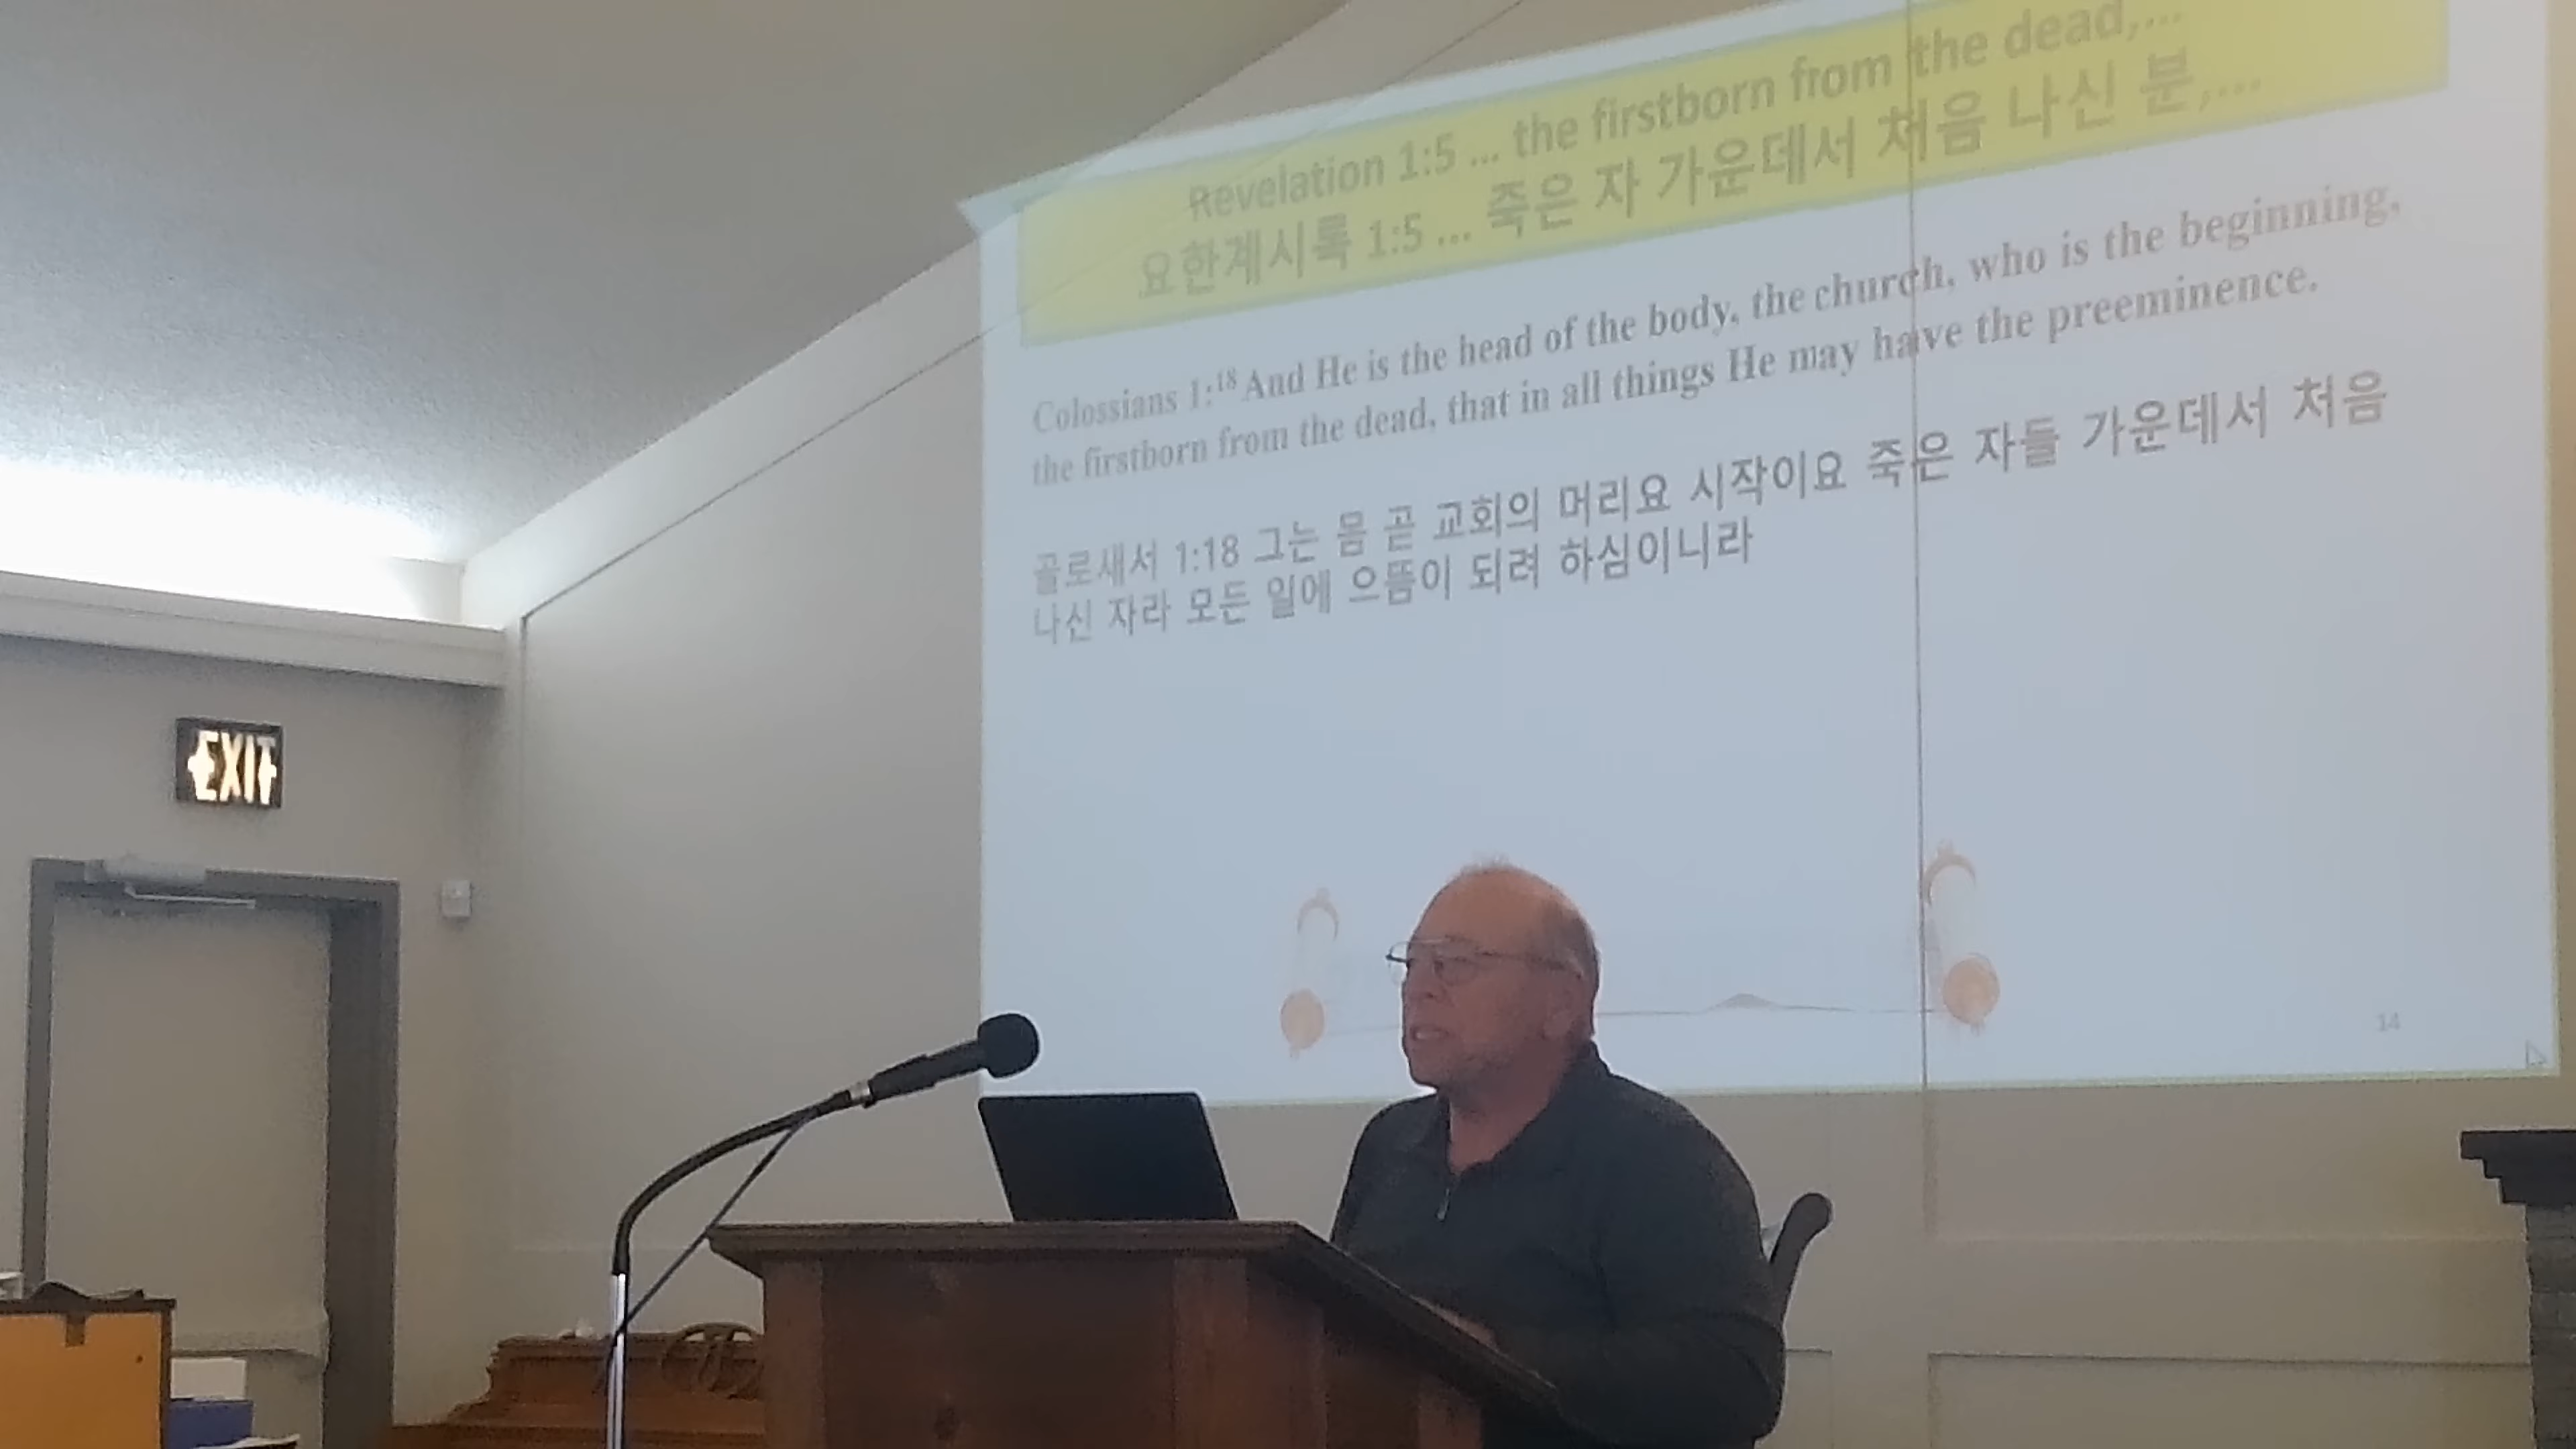 Revelation 1:5 ... the firstborn from the dead,...
요한계시록 1:5 ... 죽은 자 가운데서 처음 나신 분,...
Colossians 1:18 And He is the head of the body, the church, who is the beginning,
the firstborn from the dead, that in all things He may have the preeminence.
골로새서 1:18 그는 몸 곧 교회의 머리요 시작이요 죽은 자들 가운데서 처음
나신 자라 모든 일에 으뜸이 되려 하심이니라
EXIT
14